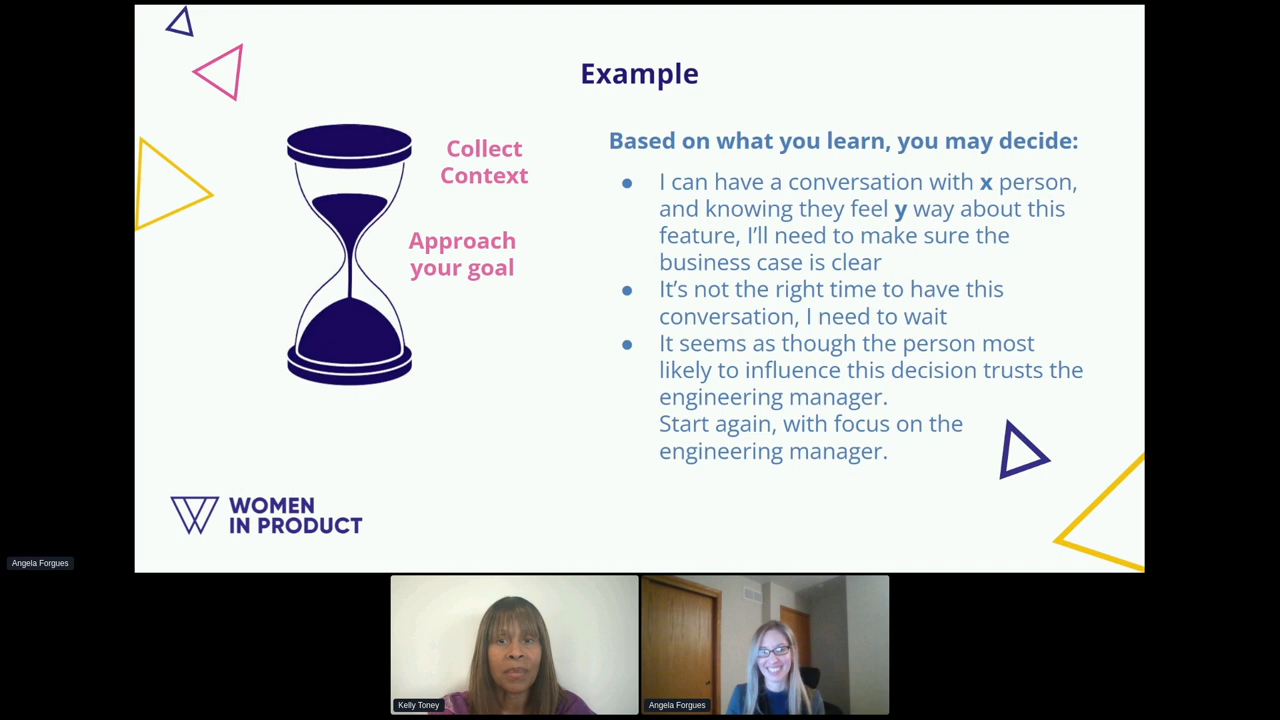 Example
Collect
Context
Approach
your goal
Based on what you learn, you may decide:
● I can have a conversation with x person,
and knowing they feel y way about this
feature, I’ll need to make sure the
business case is clear
● It’s not the right time to have this
conversation, I need to wait
● It seems as though the person most
likely to influence this decision trusts the
engineering manager.
Start again, with focus on the
engineering manager.
WOMEN
IN PRODUCT
Angela Forgues
Kelly Toney
Angela Forgues